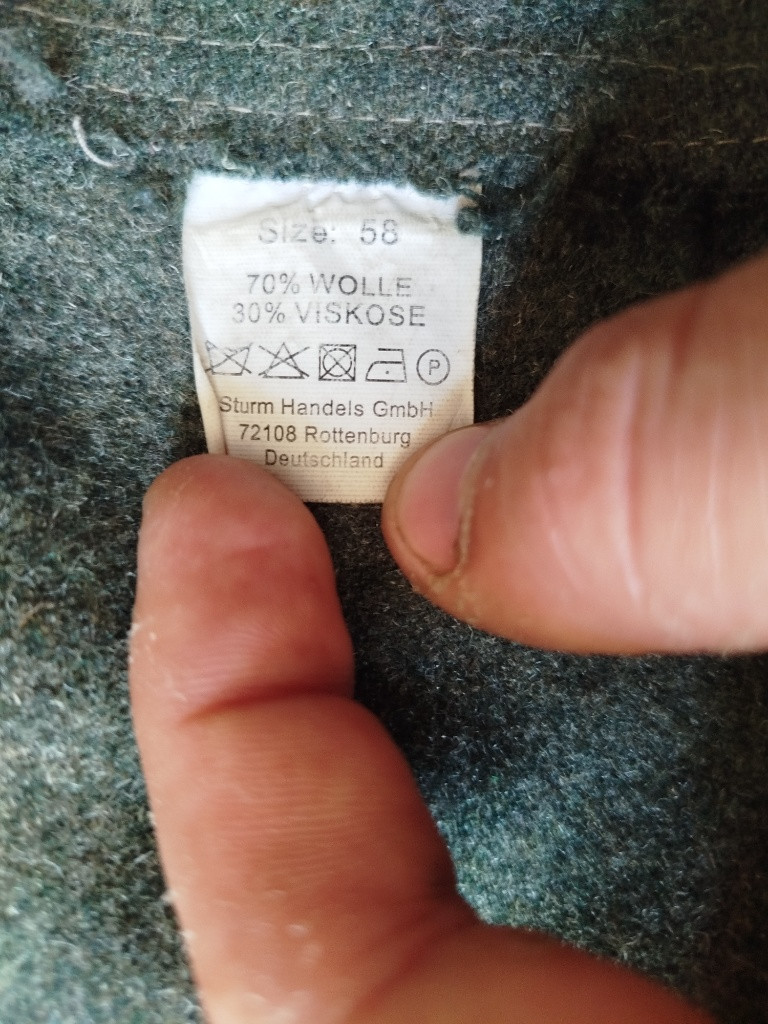 Size: 58
70% WOLLE
30% VISKOSE
P
Sturm Handels GmbH
72108 Rottenburg
Deutschland